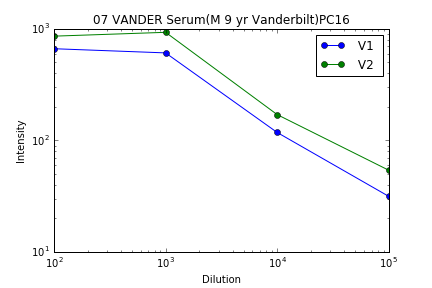 07 VANDER Serum(M 9 yr Vanderbilt)PC16
V1
V2
Intensity
10³
10²
10¹
10² 10³ 10⁴ 10⁵
Dilution